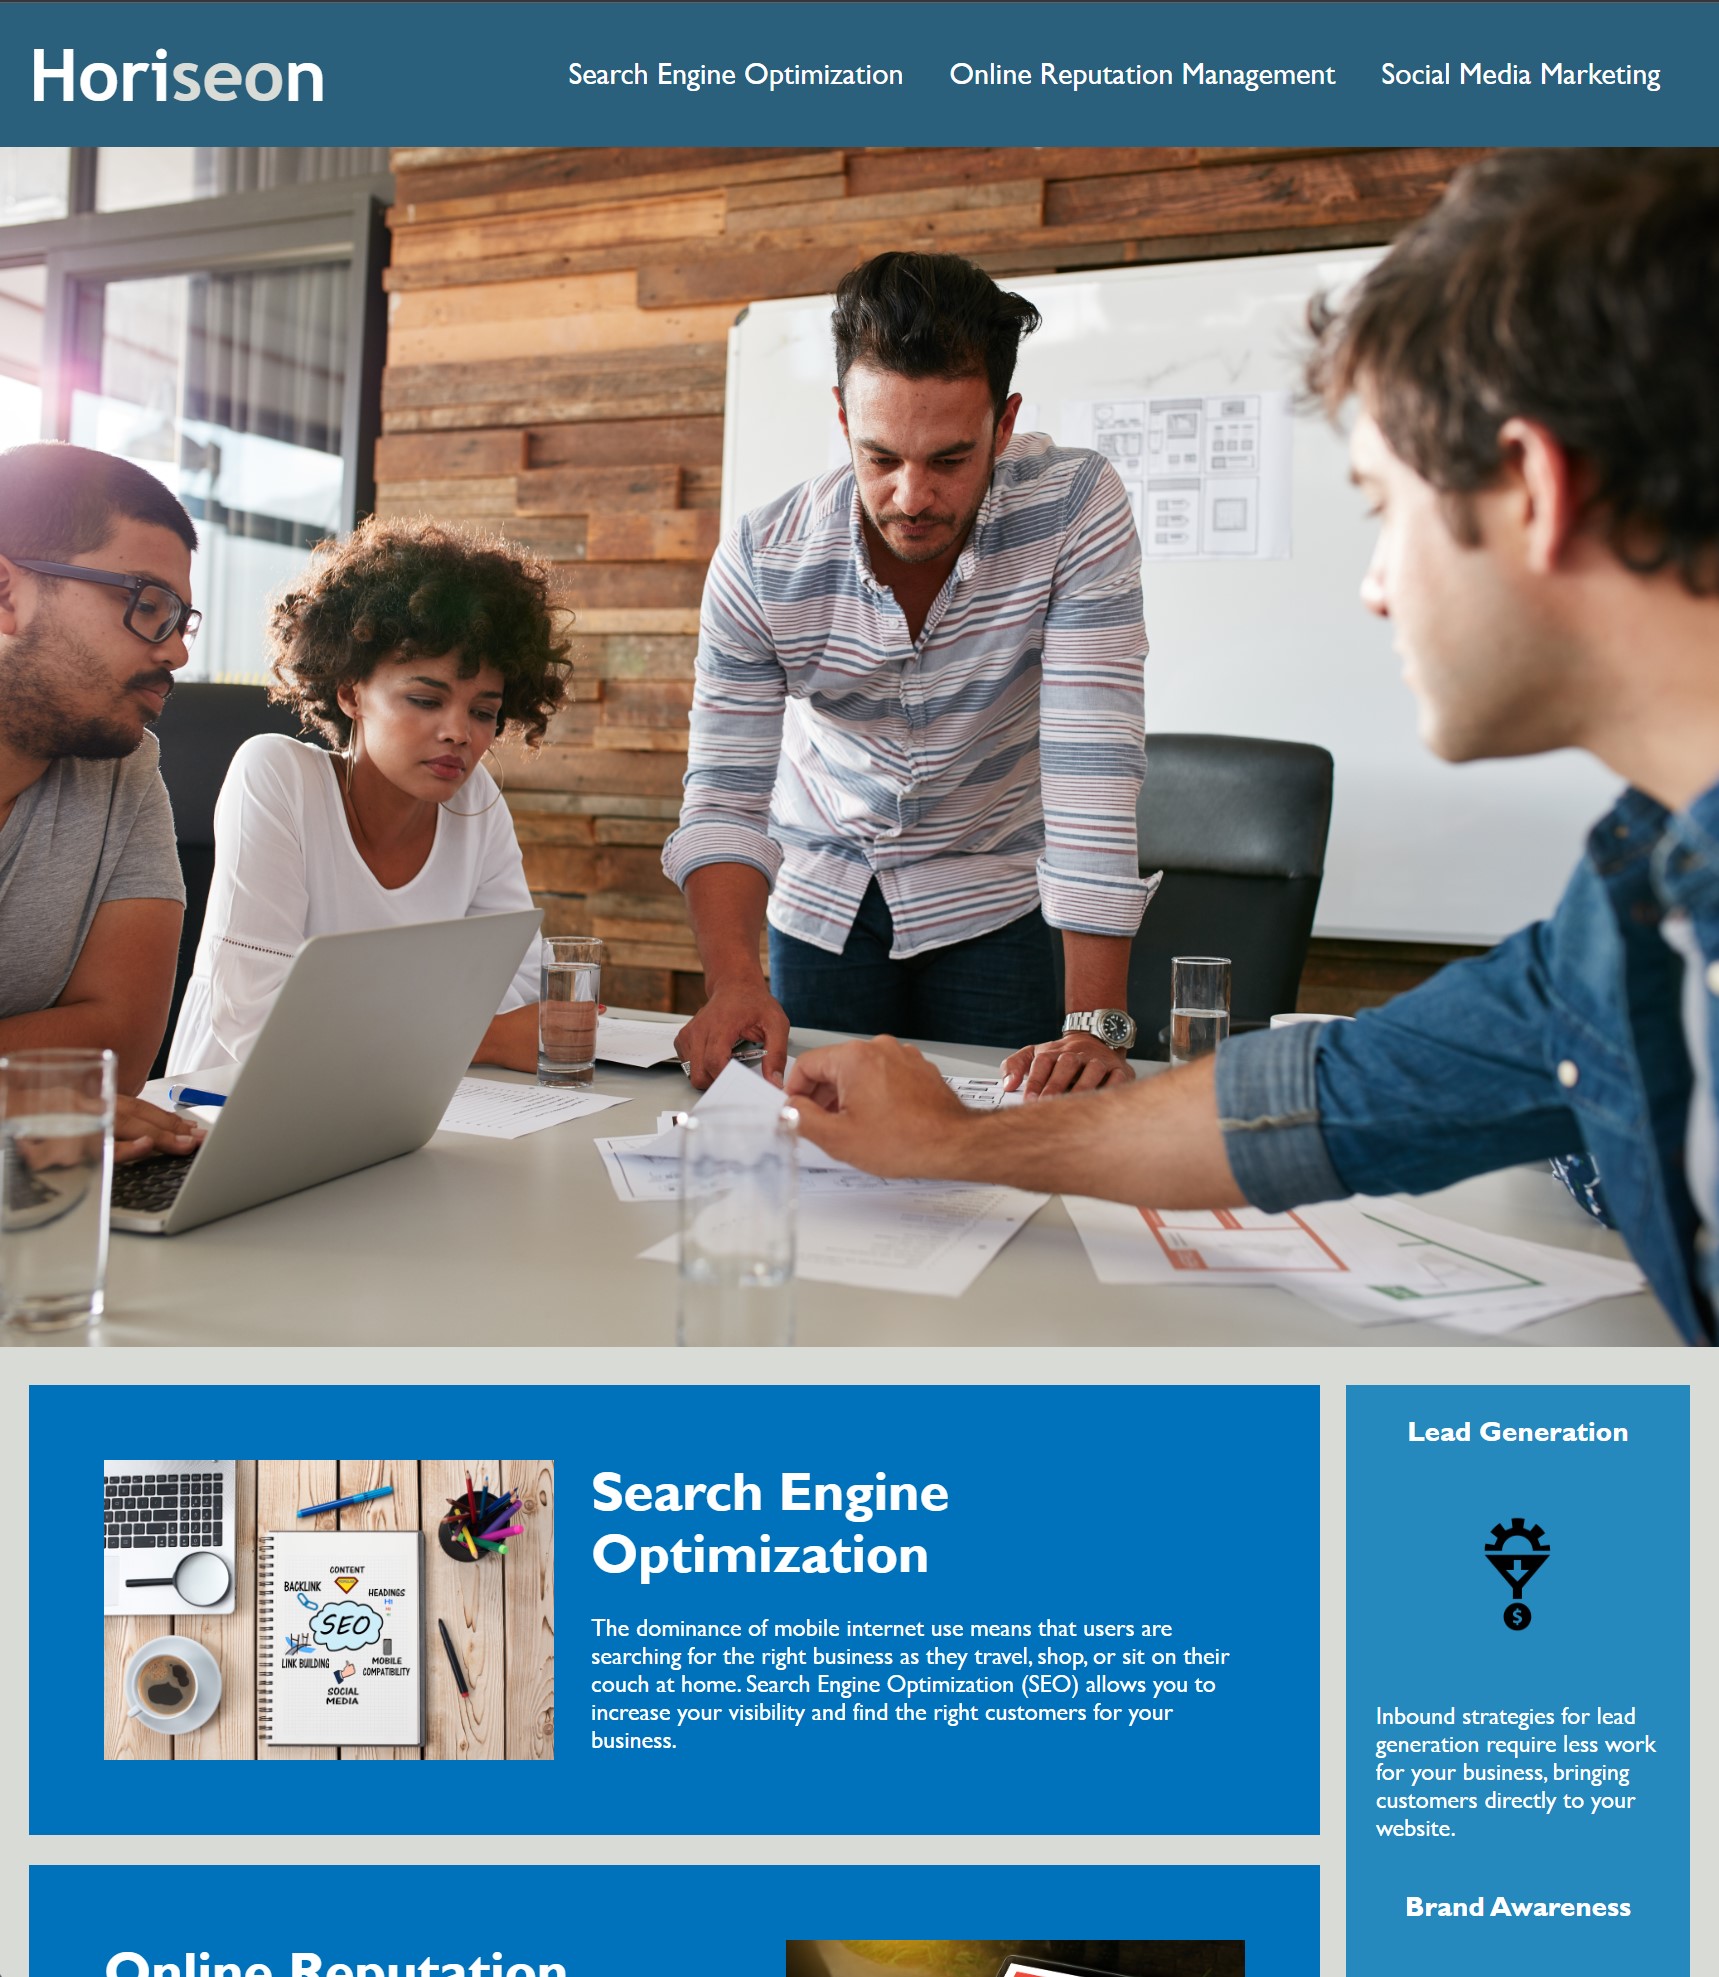 Horiseon
Search Engine Optimization
Online Reputation Management
Social Media Marketing
Search Engine
Optimization
The dominance of mobile internet use means that users are
searching for the right business as they travel, shop, or sit on their
couch at home. Search Engine Optimization (SEO) allows you to
increase your visibility and find the right customers for your
business.
CONTENT
BACKLINK
HEADINGS
H1
SEO
LINK BUILDING
MOBILE
COMPATIBILITY
SOCIAL
MEDIA
Lead Generation
$
Inbound strategies for lead
generation require less work
for your business, bringing
customers directly to your
website.
Brand Awareness
Online Reputation